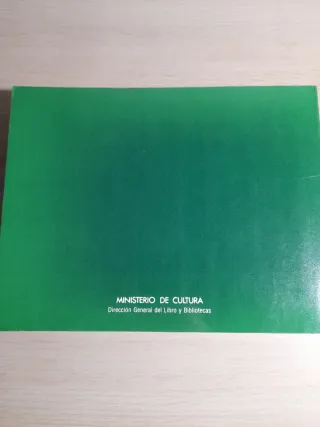 MINISTERIO DE CULTURA
Dirección General del Libro y Bibliotecas